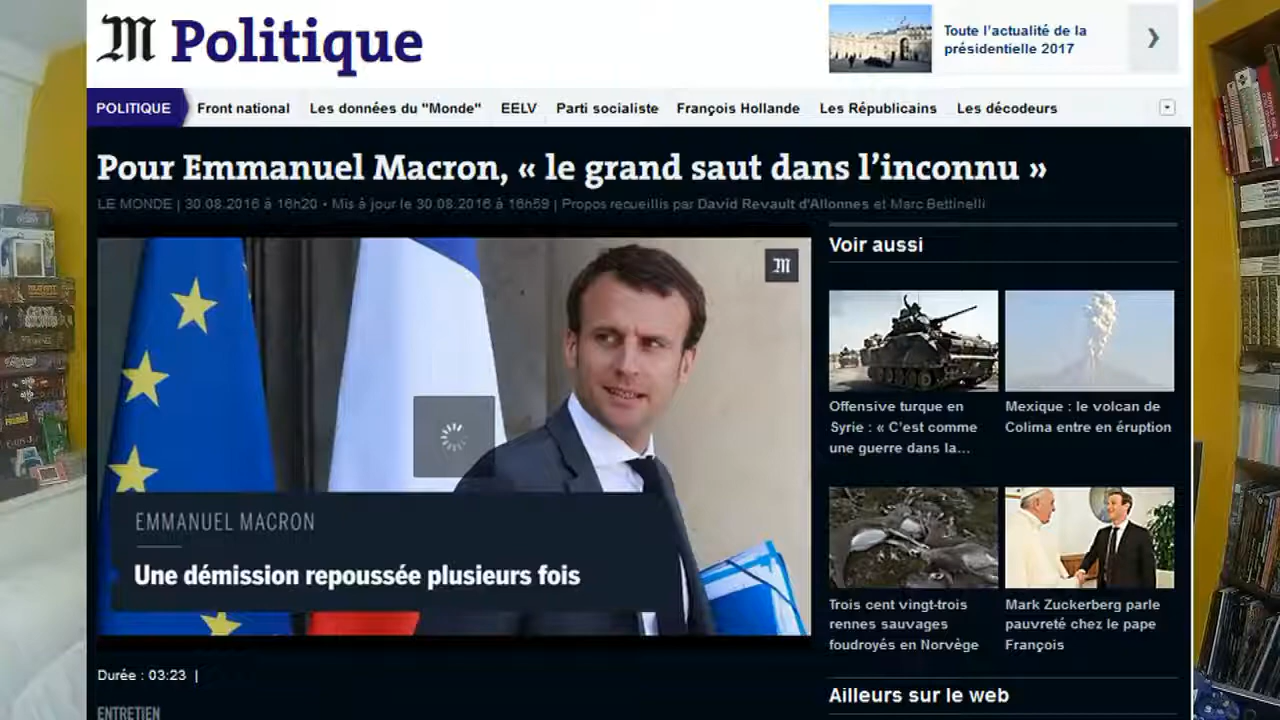 M Politique
Toute l'actualité de la
présidentielle 2017
POLITIQUE
Front national
Les données du "Monde"
EELV
Parti socialiste
François Hollande
Les Républicains
Les décodeurs
Pour Emmanuel Macron, « le grand saut dans l'inconnu »
LE MONDE | 30.08.2016 à 16h20 • Mis à jour le 30.08.2016 à 16h59 | Propos recueillis par David Revault d'Allonnes et Marc Bettinelli
M
EMMANUEL MACRON
Une démission repoussée plusieurs fois
Durée : 03:23 |
ENTRETIEN
Voir aussi
Offensive turque en
Syrie : « C'est comme
une guerre dans la...
Mexique : le volcan de
Colima entre en éruption
Trois cent vingt-trois
rennes sauvages
foudroyés en Norvège
Mark Zuckerberg parle
pauvreté chez le pape
François
Ailleurs sur le web